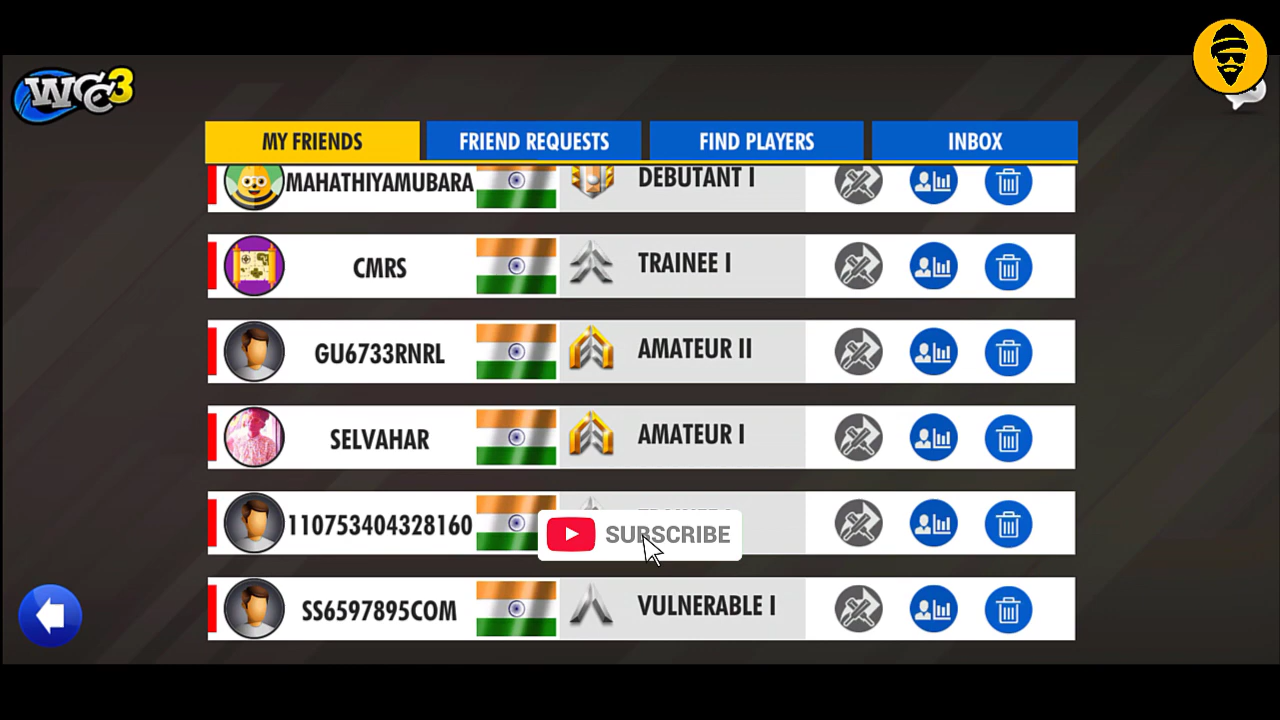 WCC3
MY FRIENDS
FRIEND REQUESTS
FIND PLAYERS
INBOX
MAHATHIYAMUBARA
DEBUTANT I
CMRS
TRAINEE I
GU6733RNRL
AMATEUR II
SELVAHAR
AMATEUR I
110753404328160
SUBSCRIBE
SS6597895COM
VULNERABLE I